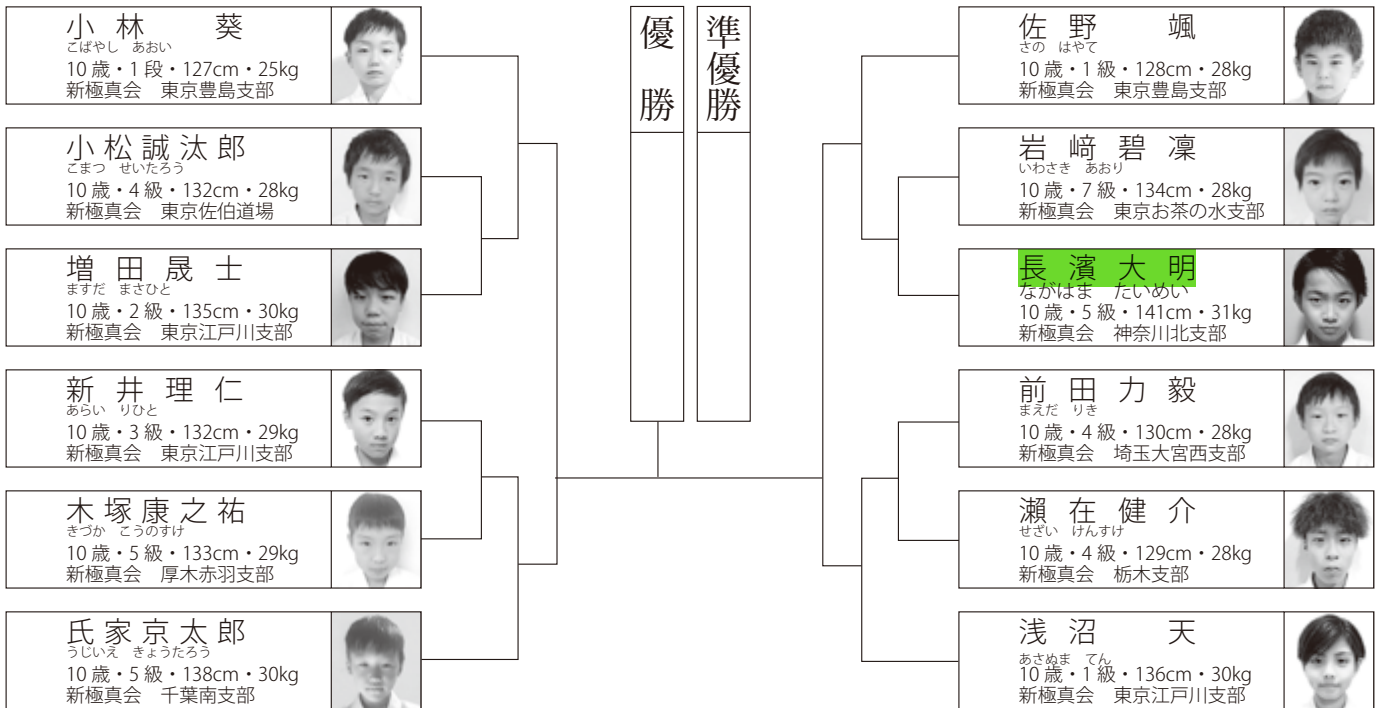 小林 葵
こばやし あおい
10歳・1段・127cm・25kg
新極真会 東京豊島支部
小松誠汰郎
こまつ せいたろう
10歳・4級・132cm・28kg
新極真会 東京佐伯道場
増田晟士
ますだ まさひと
10歳・2級・135cm・30kg
新極真会 東京江戸川支部
新井理仁
あらい りひと
10歳・3級・132cm・29kg
新極真会 東京江戸川支部
木塚康之祐
きづか こうのすけ
10歳・5級・133cm・29kg
新極真会 厚木赤羽支部
氏家京太郎
うじいえ きょうたろう
10歳・5級・138cm・30kg
新極真会 千葉南支部
優勝
準優勝
佐野 颯
さの はやて
10歳・1級・128cm・28kg
新極真会 東京豊島支部
岩﨑碧凜
いわさき あおり
10歳・7級・134cm・28kg
新極真会 東京お茶の水支部
長濱大明
ながはま たいめい
10歳・5級・141cm・31kg
新極真会 神奈川北支部
前田力毅
まえだ りき
10歳・4級・130cm・28kg
新極真会 埼玉大宮西支部
瀬在健介
せざい けんすけ
10歳・4級・129cm・28kg
新極真会 栃木支部
浅沼 天
あさぬま てん
10歳・1級・136cm・30kg
新極真会 東京江戸川支部